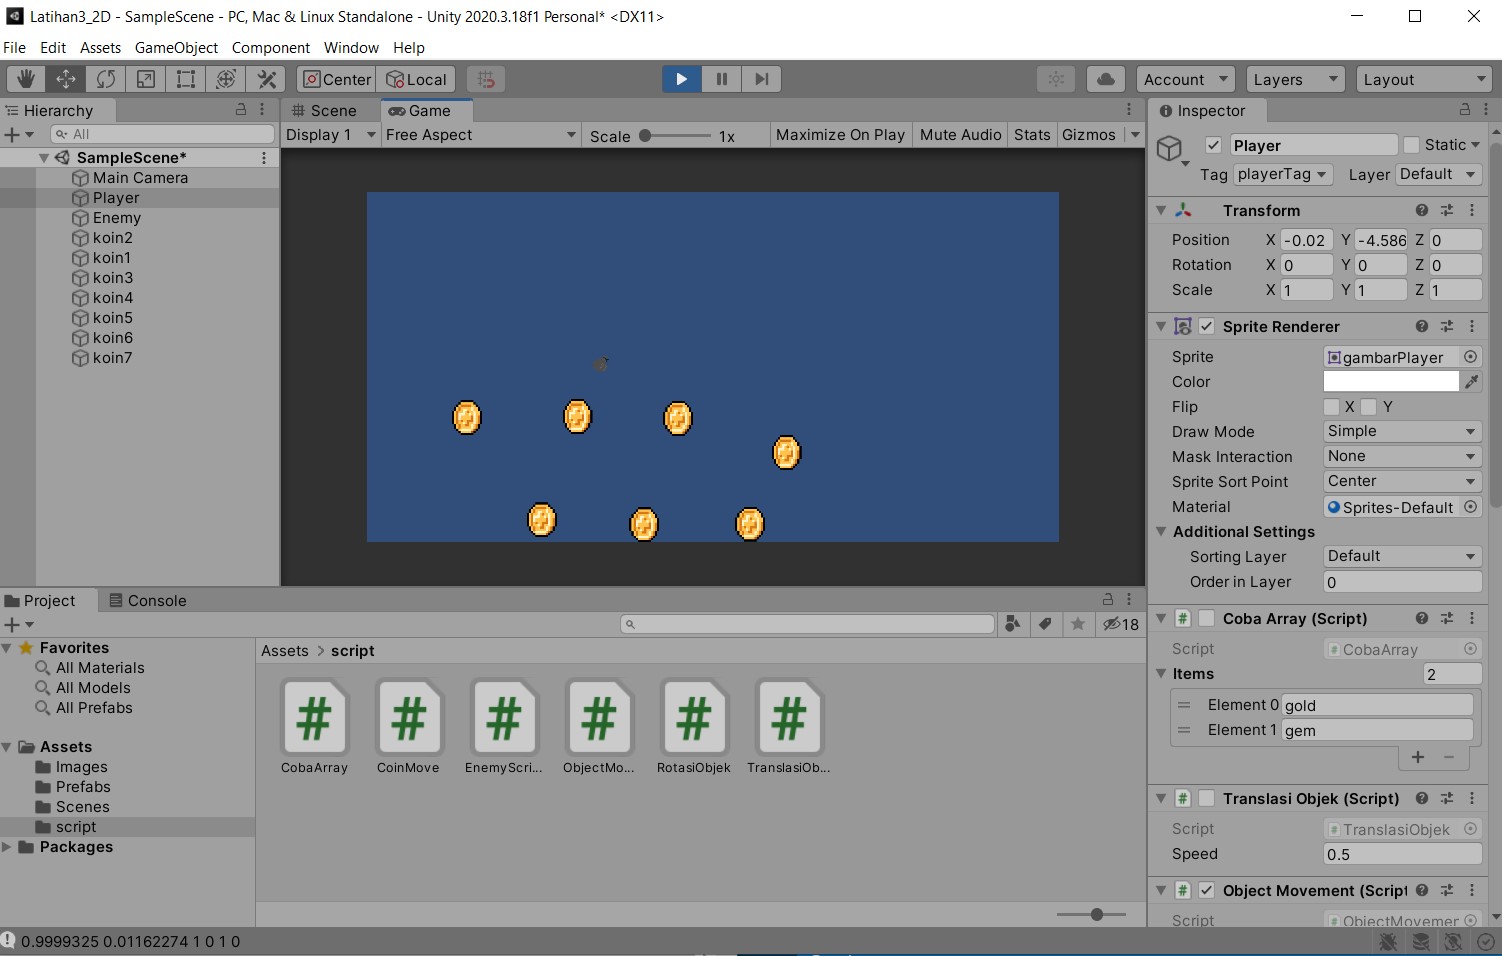 Latihan3_2D - SampleScene - PC, Mac & Linux Standalone - Unity 2020.3.18f1 Personal* <DX11>
File Edit Assets GameObject Component Window Help
Center Local Account Layers Layout
Hierarchy
All
SampleScene*
Main Camera
Player
Enemy
koin2
koin1
koin3
koin4
koin5
koin6
koin7
Scene Game
Display 1 Free Aspect Scale 1x Maximize On Play Mute Audio Stats Gizmos
Inspector
Player Static
Tag playerTag Layer Default
Transform
Position X -0.02 Y -4.586 Z 0
Rotation X 0 Y 0 Z 0
Scale X 1 Y 1 Z 1
Sprite Renderer
Sprite gambarPlayer
Color
Flip X Y
Draw Mode Simple
Mask Interaction None
Sprite Sort Point Center
Material Sprites-Default
Additional Settings
Sorting Layer Default
Order in Layer 0
# Coba Array (Script)
Script # CobaArray
Items 2
Element 0 gold
Element 1 gem
# Translasi Objek (Script)
Script # TranslasiObjek
Speed 0.5
# Object Movement (Script
Script # ObjectMovemer
Project Console
18
Favorites
All Materials
All Models
All Prefabs
Assets
Images
Prefabs
Scenes
script
Packages
Assets > script
# # # # # #
CobaArray CoinMove EnemyScri... ObjectMo... RotasiObjek TranslasiOb...
0.9999325 0.01162274 1 0 1 0